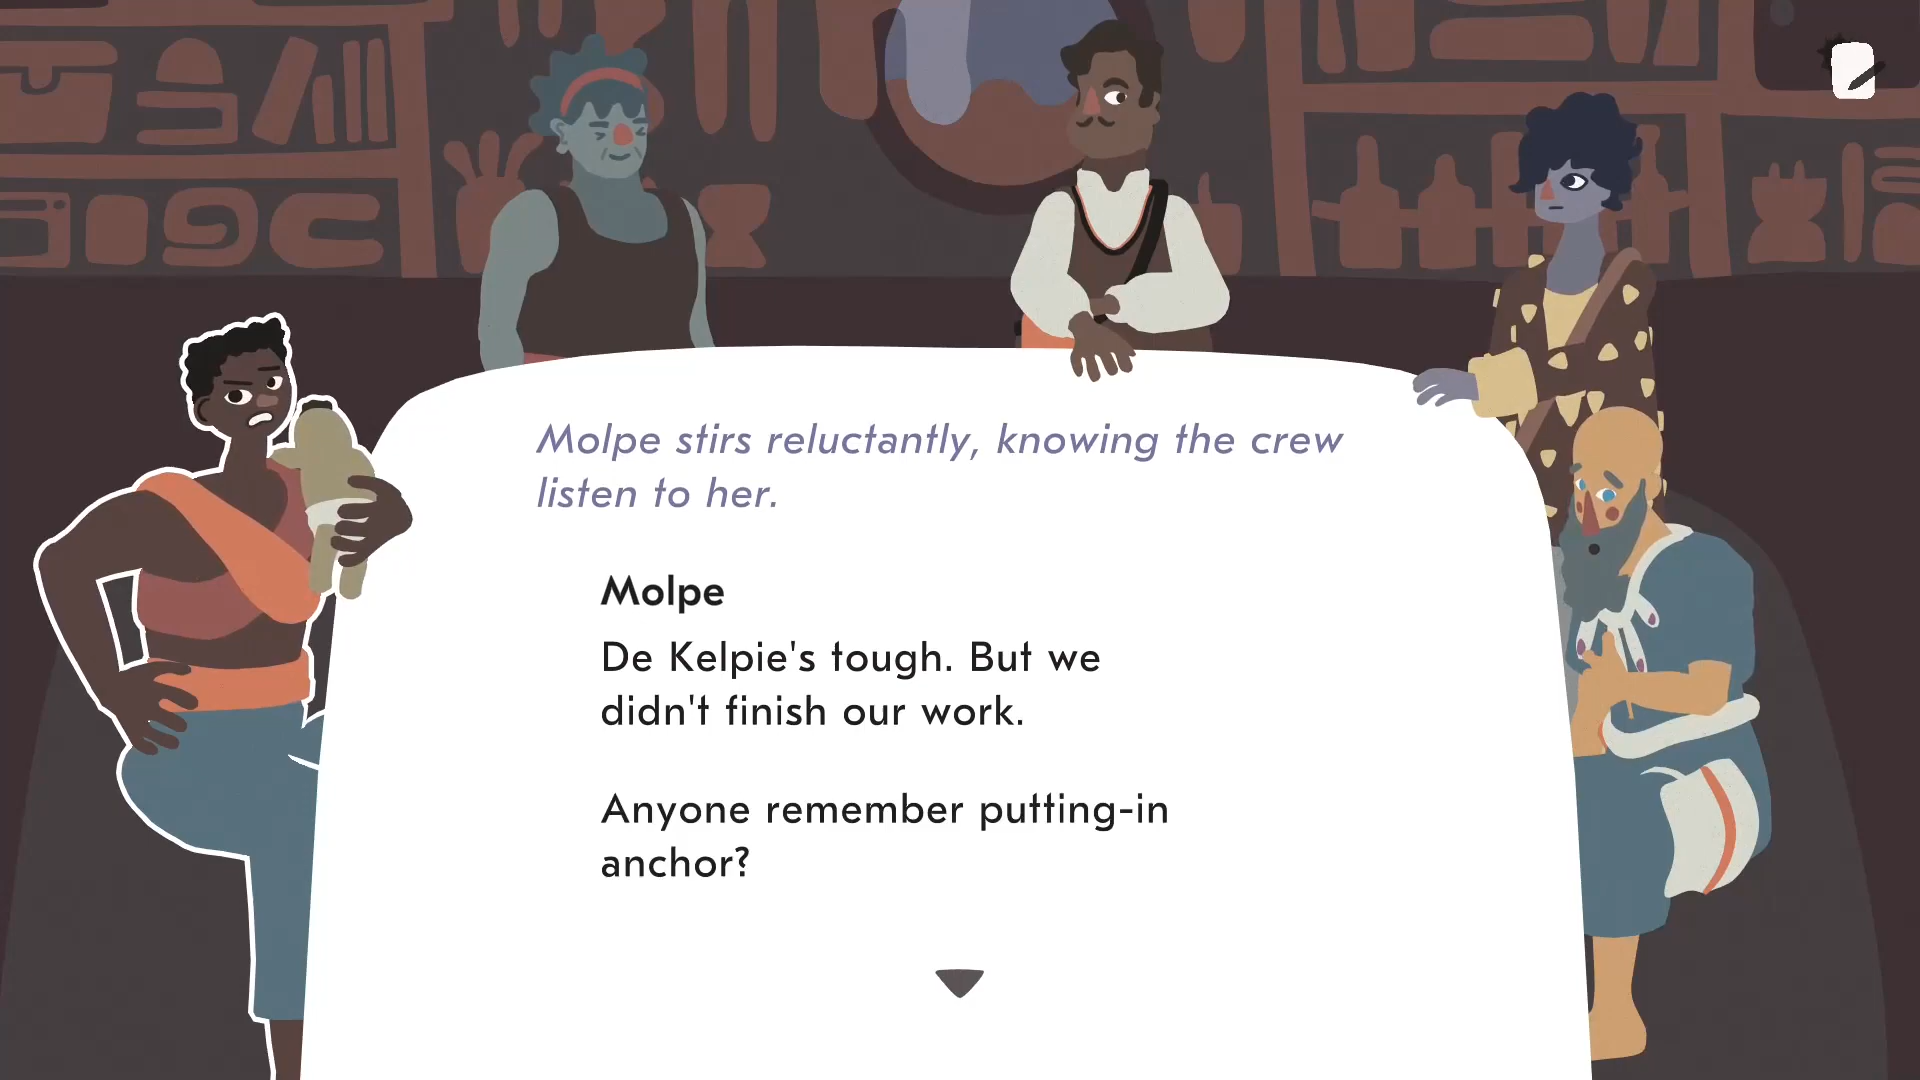 Molpe stirs reluctantly, knowing the crew
listen to her.
Molpe
De Kelpie's tough. But we
didn't finish our work.
Anyone remember putting-in
anchor?